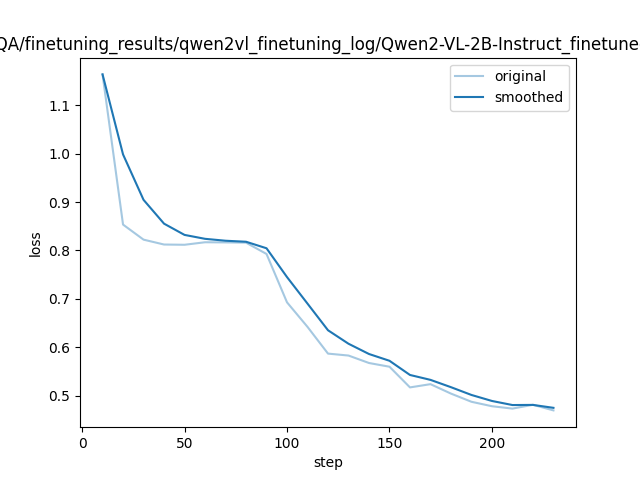 QA/finetuning_results/qwen2vl_finetuning_log/Qwen2-VL-2B-Instruct_finetune
original
smoothed
1.1
1.0
0.9
0.8
0.7
0.6
0.5
loss
0
50
100
150
200
step